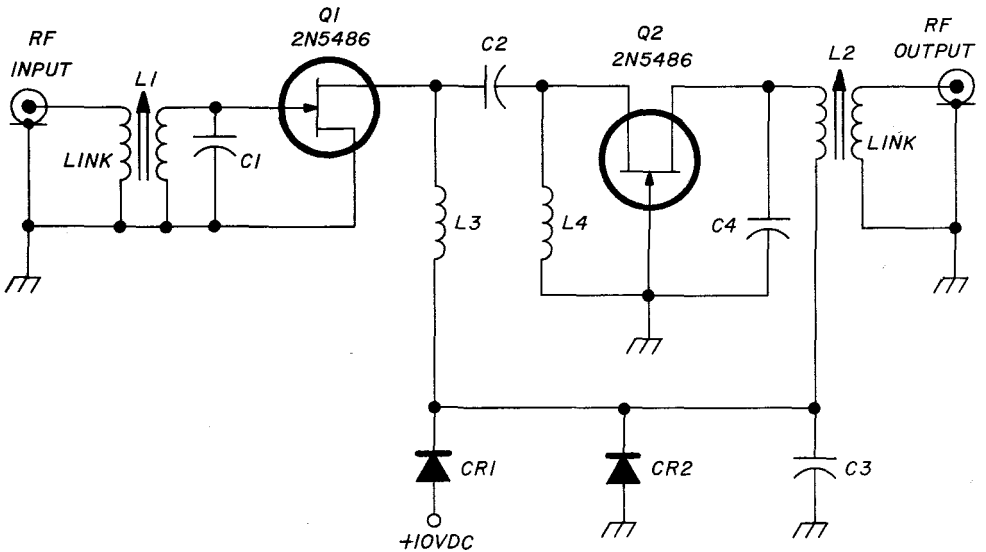 RF
INPUT
L1
LINK
C1
Q1
2N5486
C2
L3
L4
Q2
2N5486
C4
L2
RF
OUTPUT
LINK
CR1
+10VDC
CR2
C3